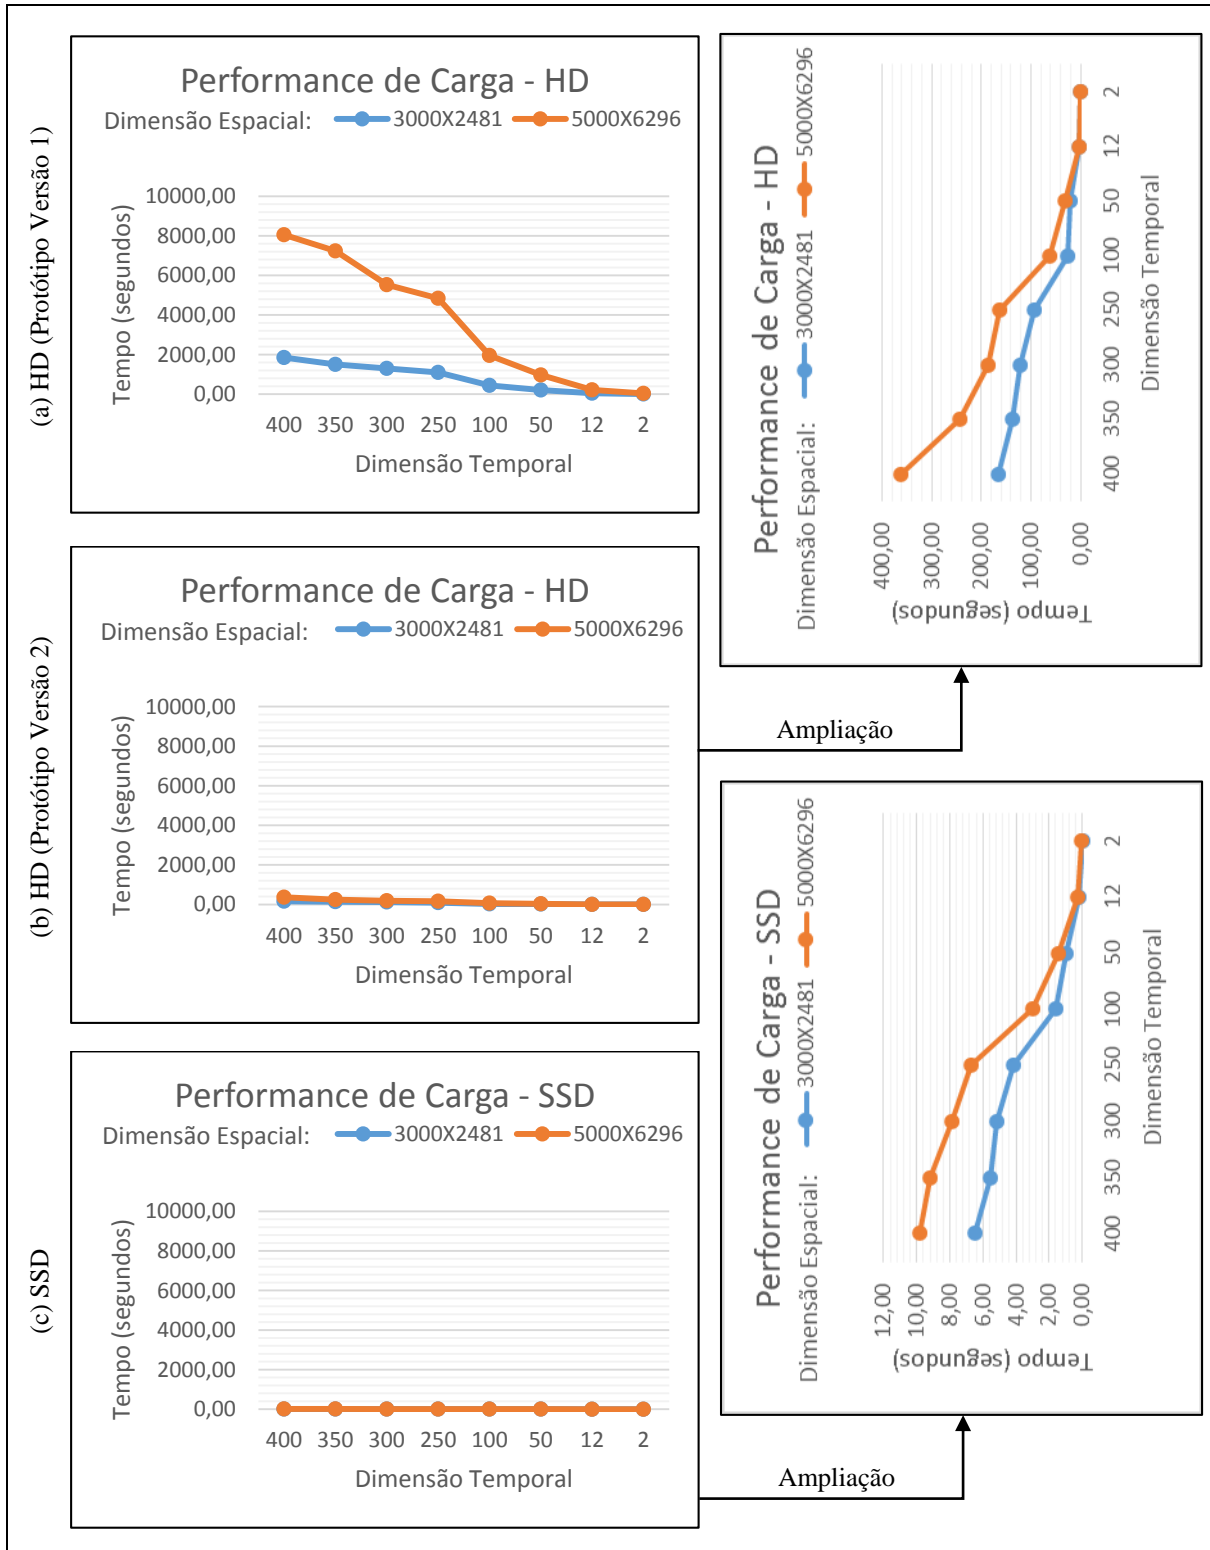 (a) HD (Protótipo Versão 1)
Performance de Carga - HD
Dimensão Espacial: 3000X2481 5000X6296
Tempo (segundos)
10000,00
8000,00
6000,00
4000,00
2000,00
0,00
400 350 300 250 100 50 12 2
Dimensão Temporal
Performance de Carga - HD
Dimensão Espacial: 3000X2481 5000X6296
Tempo (segundos)
400,00
300,00
200,00
100,00
0,00
400 350 300 250 100 50 12 2
Dimensão Temporal
(b) HD (Protótipo Versão 2)
Performance de Carga - HD
Dimensão Espacial: 3000X2481 5000X6296
Tempo (segundos)
10000,00
8000,00
6000,00
4000,00
2000,00
0,00
400 350 300 250 100 50 12 2
Dimensão Temporal
Ampliação
Performance de Carga - SSD
Dimensão Espacial: 3000X2481 5000X6296
Tempo (segundos)
12,00
10,00
8,00
6,00
4,00
2,00
0,00
400 350 300 250 100 50 12 2
Dimensão Temporal
(c) SSD
Performance de Carga - SSD
Dimensão Espacial: 3000X2481 5000X6296
Tempo (segundos)
10000,00
8000,00
6000,00
4000,00
2000,00
0,00
400 350 300 250 100 50 12 2
Dimensão Temporal
Ampliação